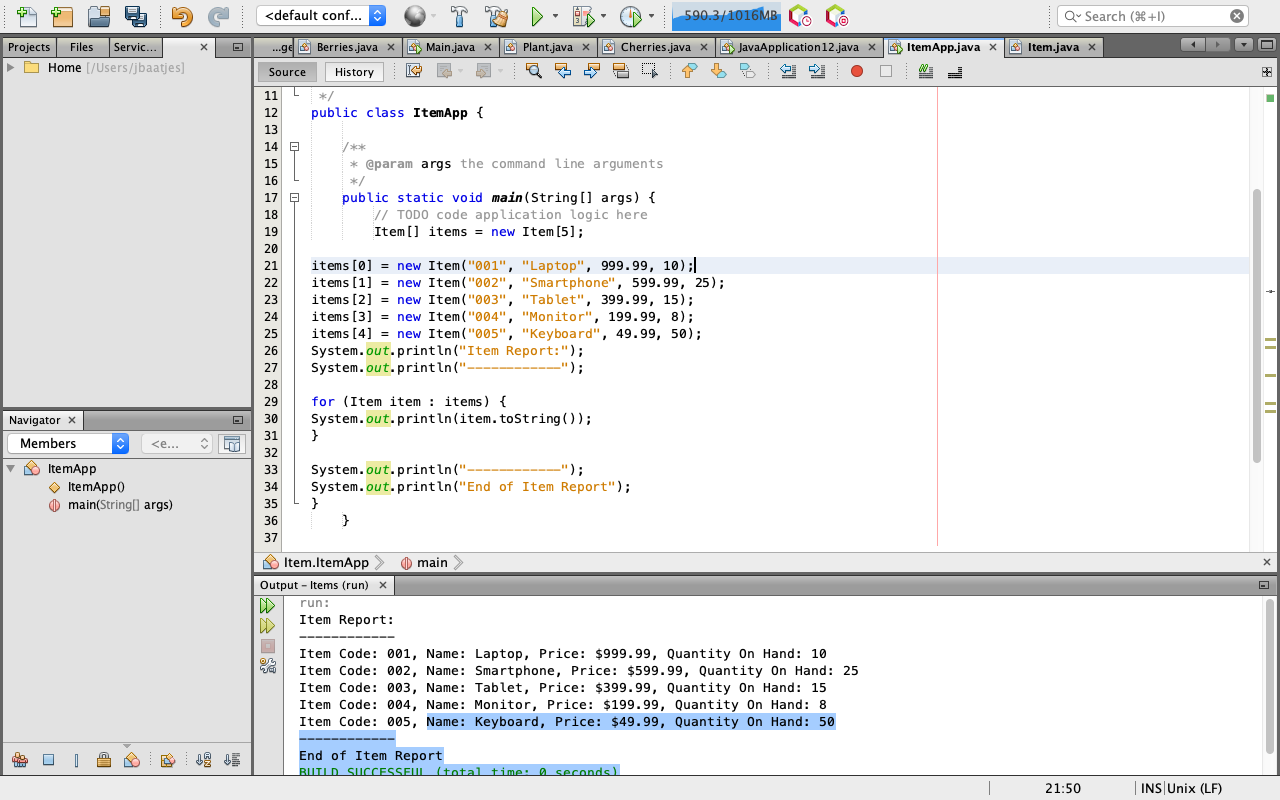 <default conf...
590.3/1016MB
Search (⌘+I)
Projects
Files
Servic...
...ge
Berries.java
Main.java
Plant.java
Cherries.java
JavaApplication12.java
ItemApp.java
Item.java
Home [/Users/jbaatjes]
Source
History
11 */
12 public class ItemApp {
13
14 /**
15 * @param args the command line arguments
16 */
17 public static void main(String[] args) {
18 // TODO code application logic here
19 Item[] items = new Item[5];
20
21 items[0] = new Item("001", "Laptop", 999.99, 10);
22 items[1] = new Item("002", "Smartphone", 599.99, 25);
23 items[2] = new Item("003", "Tablet", 399.99, 15);
24 items[3] = new Item("004", "Monitor", 199.99, 8);
25 items[4] = new Item("005", "Keyboard", 49.99, 50);
26 System.out.println("Item Report:");
27 System.out.println("------------");
28
29 for (Item item : items) {
30 System.out.println(item.toString());
31 }
32
33 System.out.println("------------");
34 System.out.println("End of Item Report");
35 }
36 }
37
Navigator
Members
<e...
ItemApp
ItemApp()
main(String[] args)
Item.ItemApp
main
Output - Items (run)
run:
Item Report:
------------
Item Code: 001, Name: Laptop, Price: $999.99, Quantity On Hand: 10
Item Code: 002, Name: Smartphone, Price: $599.99, Quantity On Hand: 25
Item Code: 003, Name: Tablet, Price: $399.99, Quantity On Hand: 15
Item Code: 004, Name: Monitor, Price: $199.99, Quantity On Hand: 8
Item Code: 005, Name: Keyboard, Price: $49.99, Quantity On Hand: 50
------------
End of Item Report
BUILD SUCCESSFUL (total time: 0 seconds)
21:50
INS
Unix (LF)